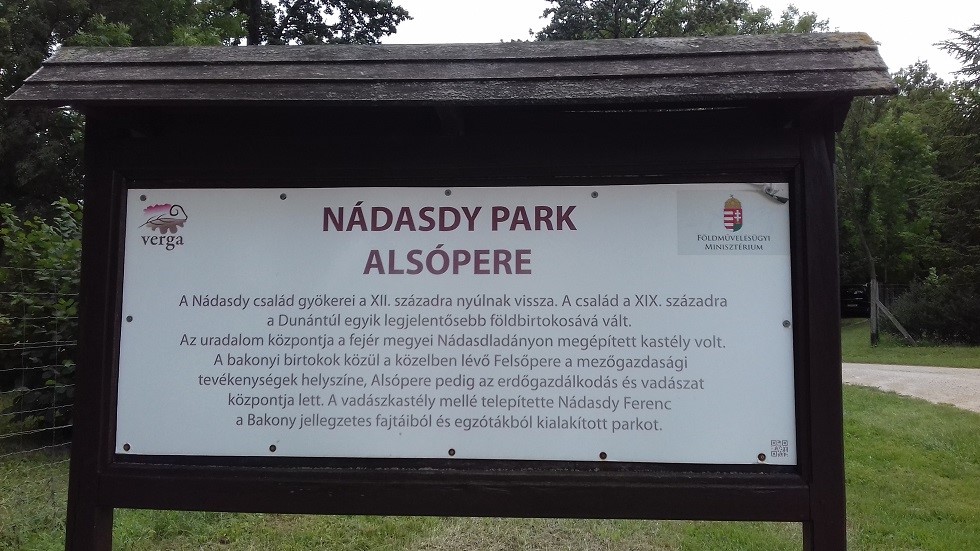 verga
NÁDASDY PARK
ALSÓPERE
FÖLDMŰVELÉSÜGYI
MINISZTÉRIUM
A Nádasdy család gyökerei a XII. századra nyúlnak vissza. A család a XIX. századra
a Dunántúl egyik legjelentősebb földbirtokosává vált.
Az uradalom központja a fejér megyei Nádasdladányon megépített kastély volt.
A bakonyi birtokok közül a közelben lévő Felsőpere a mezőgazdasági
tevékenységek helyszíne, Alsópere pedig az erdőgazdálkodás és vadászat
központja lett. A vadászkastély mellé telepítette Nádasdy Ferenc
a Bakony jellegzetes fajtáiból és egzótákból kialakított parkot.